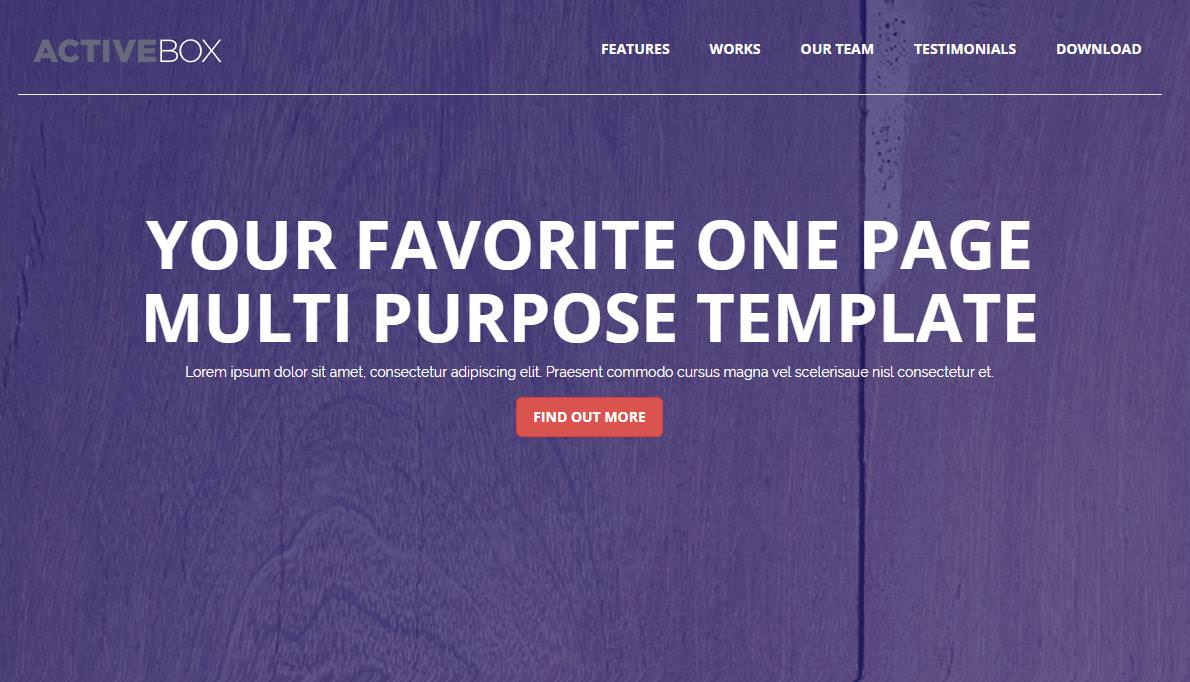 ACTIVEBOX
FEATURES WORKS OUR TEAM TESTIMONIALS DOWNLOAD
YOUR FAVORITE ONE PAGE
MULTI PURPOSE TEMPLATE
Lorem ipsum dolor sit amet, consectetur adipiscing elit. Praesent commodo cursus magna vel scelerisaue nisl consectetur et.
FIND OUT MORE